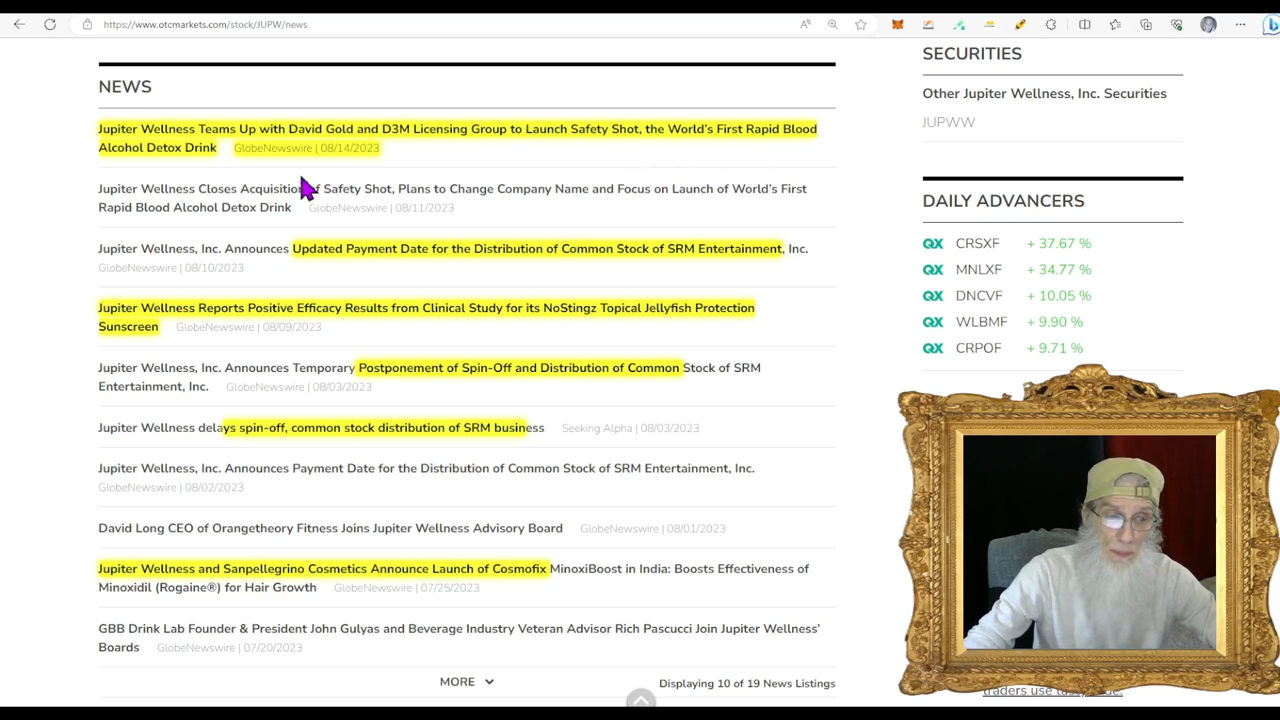 https://www.otcmarkets.com/stock/JUPW/news
NEWS
Jupiter Wellness Teams Up with David Gold and D3M Licensing Group to Launch Safety Shot, the World's First Rapid Blood
Alcohol Detox Drink GlobeNewswire | 08/14/2023
Jupiter Wellness Closes Acquisition of Safety Shot, Plans to Change Company Name and Focus on Launch of World's First
Rapid Blood Alcohol Detox Drink GlobeNewswire | 08/11/2023
Jupiter Wellness, Inc. Announces Updated Payment Date for the Distribution of Common Stock of SRM Entertainment, Inc.
GlobeNewswire | 08/10/2023
Jupiter Wellness Reports Positive Efficacy Results from Clinical Study for its NoStingz Topical Jellyfish Protection
Sunscreen GlobeNewswire | 08/09/2023
Jupiter Wellness, Inc. Announces Temporary Postponement of Spin-Off and Distribution of Common Stock of SRM
Entertainment, Inc. GlobeNewswire | 08/03/2023
Jupiter Wellness delays spin-off, common stock distribution of SRM business Seeking Alpha | 08/03/2023
Jupiter Wellness, Inc. Announces Payment Date for the Distribution of Common Stock of SRM Entertainment, Inc.
GlobeNewswire | 08/02/2023
David Long CEO of Orangetheory Fitness Joins Jupiter Wellness Advisory Board GlobeNewswire | 08/01/2023
Jupiter Wellness and Sanpellegrino Cosmetics Announce Launch of Cosmofix MinoxiBoost in India: Boosts Effectiveness of
Minoxidil (Rogaine®) for Hair Growth GlobeNewswire | 07/25/2023
GBB Drink Lab Founder & President John Gulyas and Beverage Industry Veteran Advisor Rich Pascucci Join Jupiter Wellness'
Boards GlobeNewswire | 07/20/2023
MORE
Displaying 10 of 19 News Listings
SECURITIES
Other Jupiter Wellness, Inc. Securities
JUPWW
DAILY ADVANCERS
QX CRSXF + 37.67 %
QX MNLXF + 34.77 %
QX DNCVF + 10.05 %
QX WLBMF + 9.90 %
QX CRPOF + 9.71 %
traders use